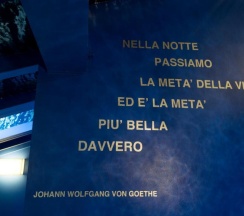 NELLA NOTTE
PASSIAMO
LA META' DELLA
ED E' LA META'
PIU' BELLA
DAVVERO
JOHANN WOLFGANG VON GOETHE